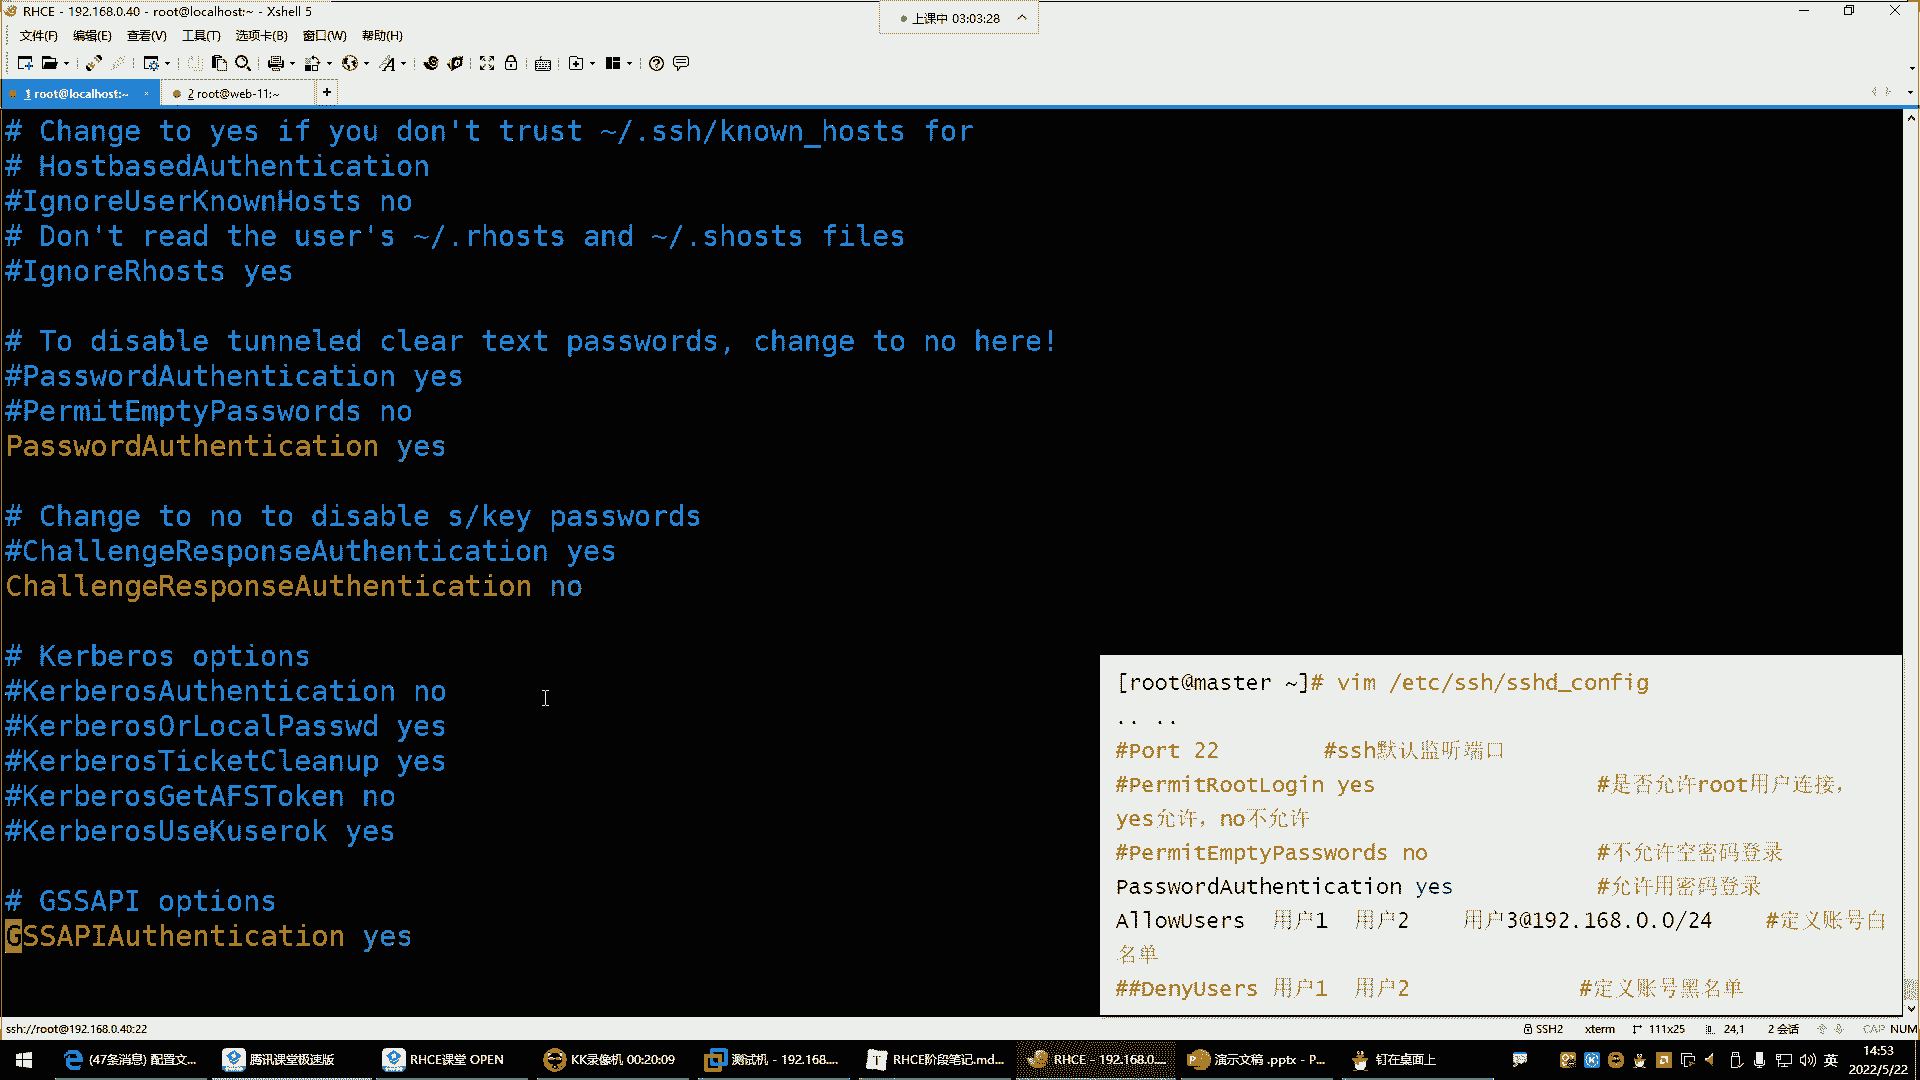 RHCE - 192.168.0.40 - root@localhost:~ - Xshell 5
上课中 03:03:28
文件(F) 编辑(E) 查看(V) 工具(T) 选项卡(B) 窗口(W) 帮助(H)
1 root@localhost:~ × 2 root@web-11:~ +
# Change to yes if you don't trust ~/.ssh/known_hosts for
# HostbasedAuthentication
#IgnoreUserKnownHosts no
# Don't read the user's ~/.rhosts and ~/.shosts files
#IgnoreRhosts yes
# To disable tunneled clear text passwords, change to no here!
#PasswordAuthentication yes
#PermitEmptyPasswords no
PasswordAuthentication yes
# Change to no to disable s/key passwords
#ChallengeResponseAuthentication yes
ChallengeResponseAuthentication no
# Kerberos options
#KerberosAuthentication no
#KerberosOrLocalPasswd yes
#KerberosTicketCleanup yes
#KerberosGetAFSToken no
#KerberosUseKuserok yes
# GSSAPI options
GSSAPIAuthentication yes
[root@master ~]# vim /etc/ssh/sshd_config
.. ..
#Port 22 #ssh默认监听端口
#PermitRootLogin yes #是否允许root用户连接，
yes允许，no不允许
#PermitEmptyPasswords no #不允许空密码登录
PasswordAuthentication yes #允许用密码登录
AllowUsers 用户1 用户2 用户3@192.168.0.0/24 #定义账号白
名单
##DenyUsers 用户1 用户2 #定义账号黑名单
ssh://root@192.168.0.40:22 SSH2 xterm 111x25 24,1 2 会话 CAP NUM
(47条消息) 配置文... 腾讯课堂极速版 RHCE课堂 OPEN KK录像机 00:20:09 测试机 - 192.168.... RHCE阶段笔记.md... RHCE - 192.168.0.... 演示文稿 .pptx - P... 钉在桌面上 英
14:53
2022/5/22